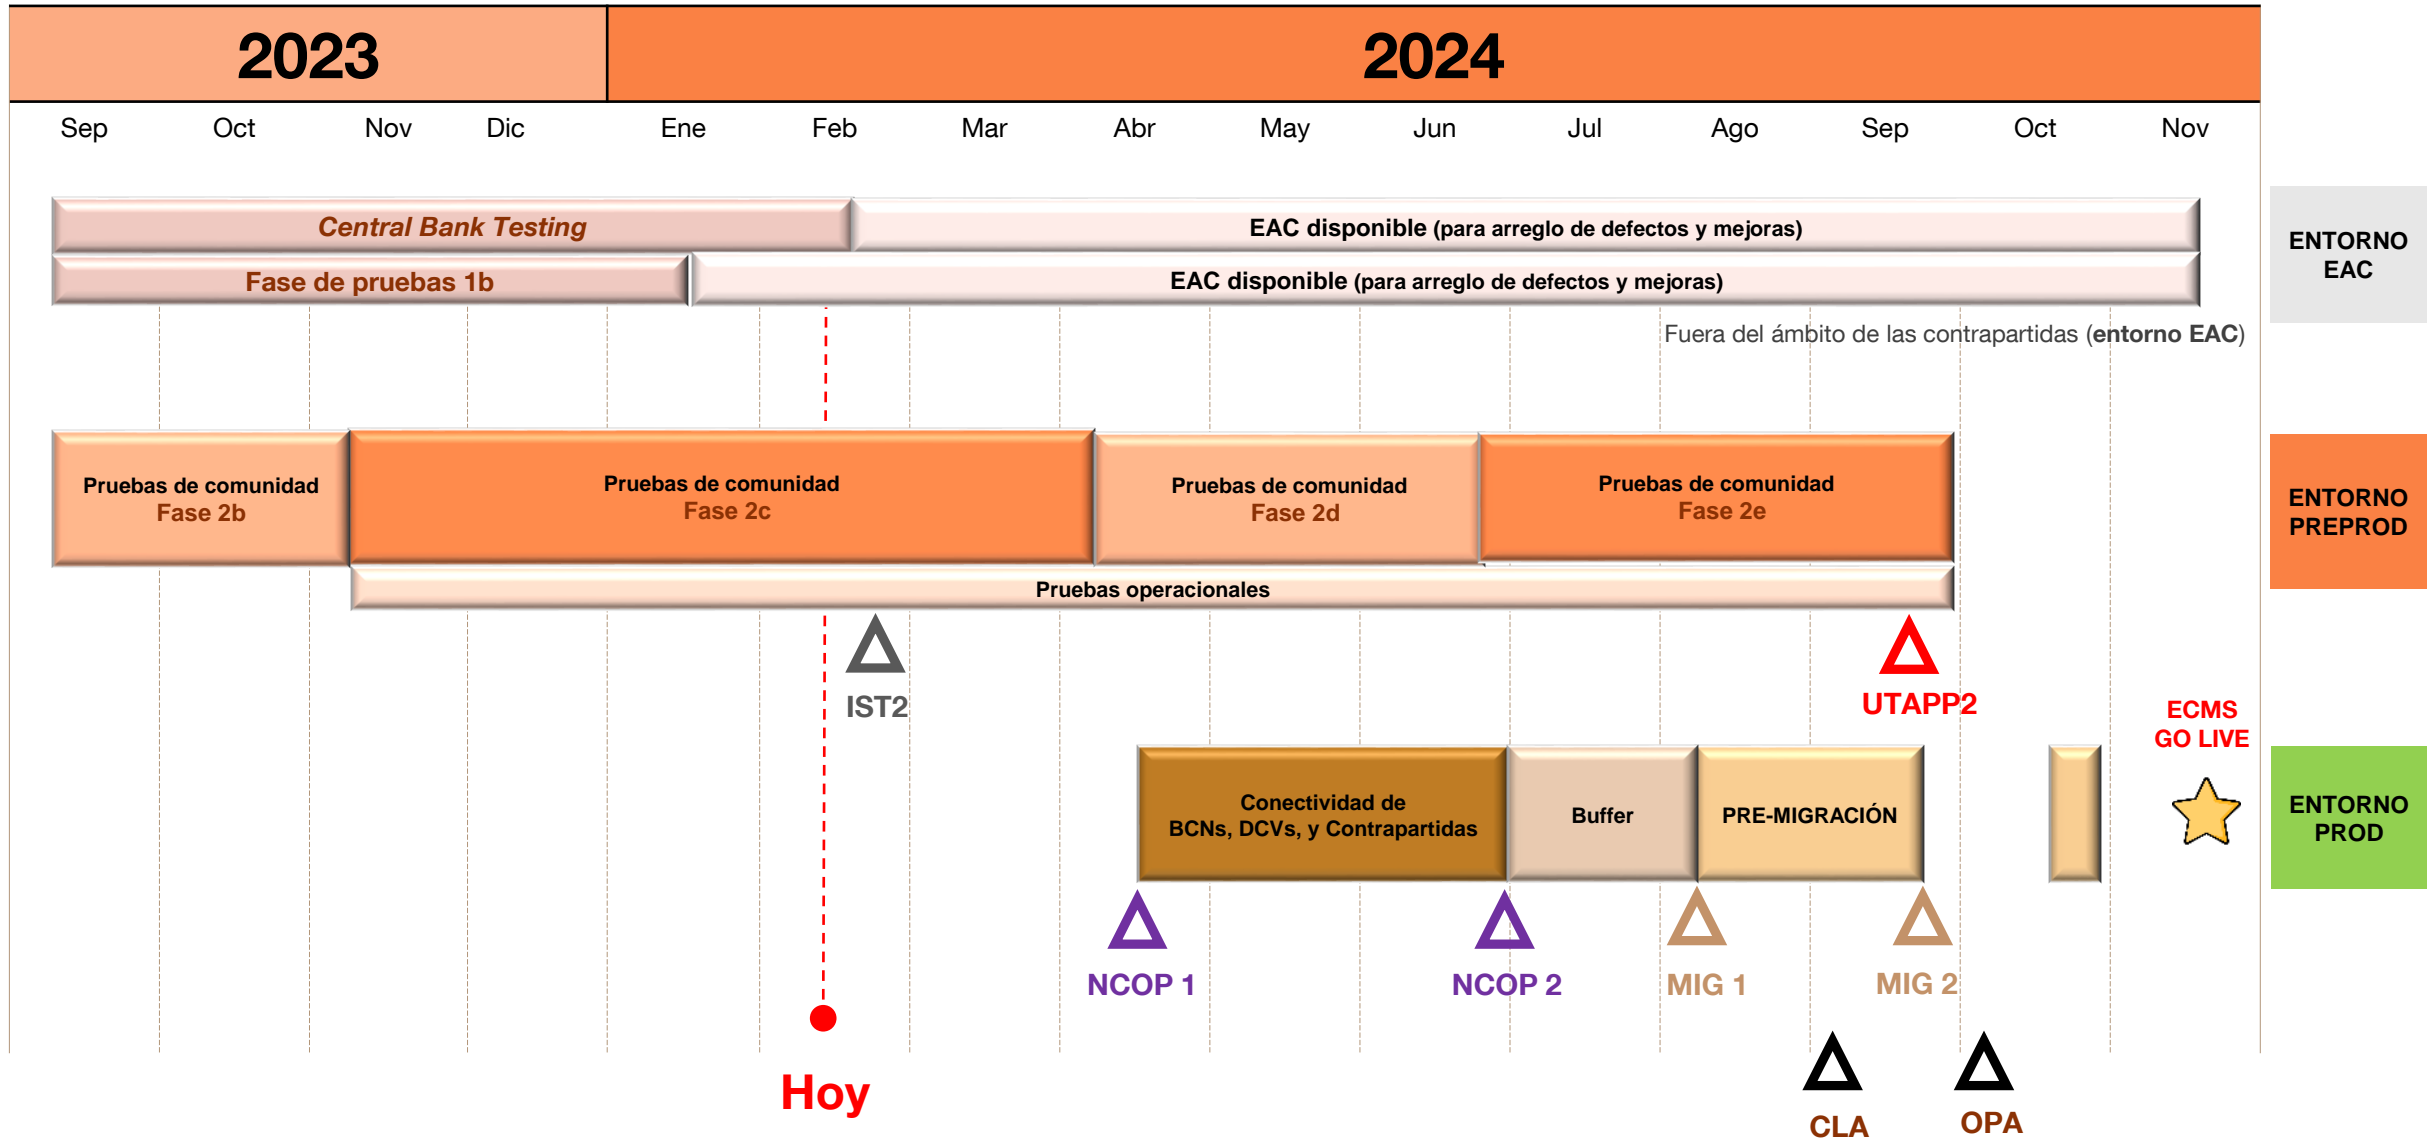 2023
2024
Sep Oct Nov Dic Ene Feb Mar Abr May Jun Jul Ago Sep Oct Nov
Central Bank Testing
EAC disponible (para arreglo de defectos y mejoras)
Fase de pruebas 1b
EAC disponible (para arreglo de defectos y mejoras)
ENTORNO
EAC
Fuera del ámbito de las contrapartidas (entorno EAC)
Pruebas de comunidad
Fase 2b
Pruebas de comunidad
Fase 2c
Pruebas de comunidad
Fase 2d
Pruebas de comunidad
Fase 2e
ENTORNO
PREPROD
Pruebas operacionales
IST2
UTAPP2
ECMS
GO LIVE
Conectividad de
BCNs, DCVs, y Contrapartidas
Buffer
PRE-MIGRACIÓN
ENTORNO
PROD
NCOP 1
NCOP 2
MIG 1
MIG 2
Hoy
CLA
OPA